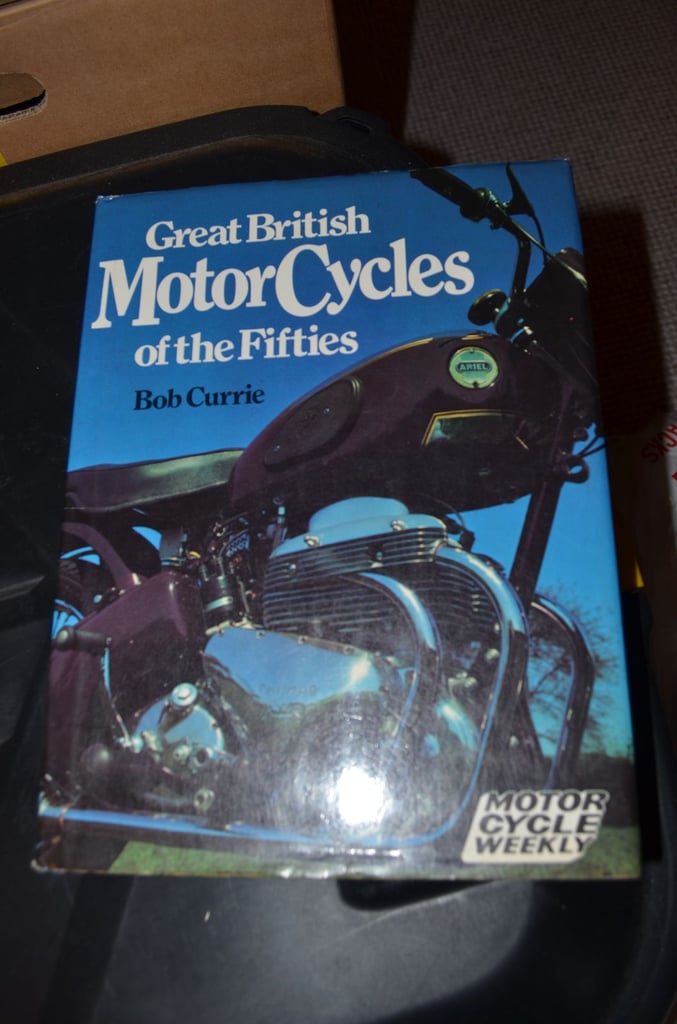 Great British
MotorCycles
of the Fifties
Bob Currie
ARIEL
MOTOR
CYCLE
WEEKLY